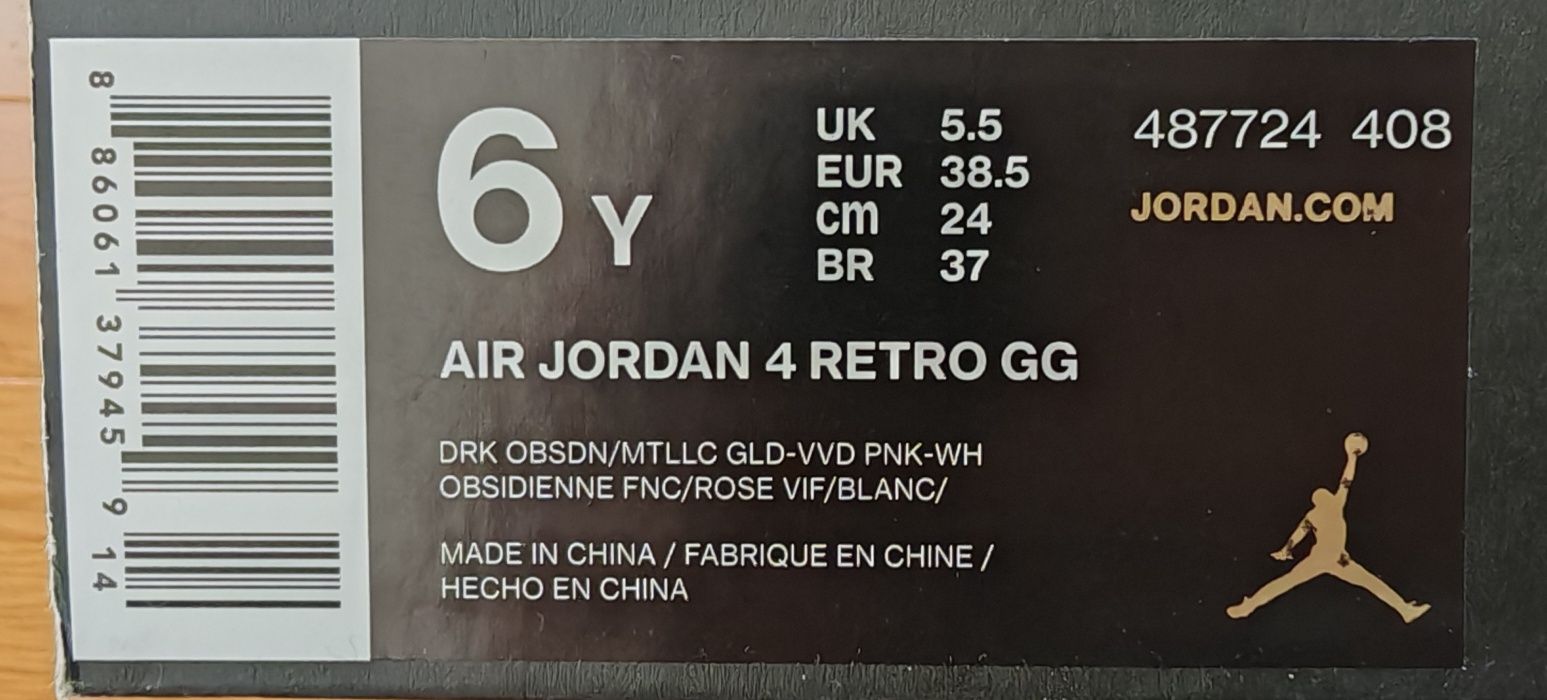 8 86061 37945 9 14
6 Y
UK 5.5
EUR 38.5
cm 24
BR 37
487724 408
JORDAN.COM
AIR JORDAN 4 RETRO GG
DRK OBSDN/MTLLC GLD-VVD PNK-WH
OBSIDIENNE FNC/ROSE VIF/BLANC/
MADE IN CHINA / FABRIQUE EN CHINE /
HECHO EN CHINA